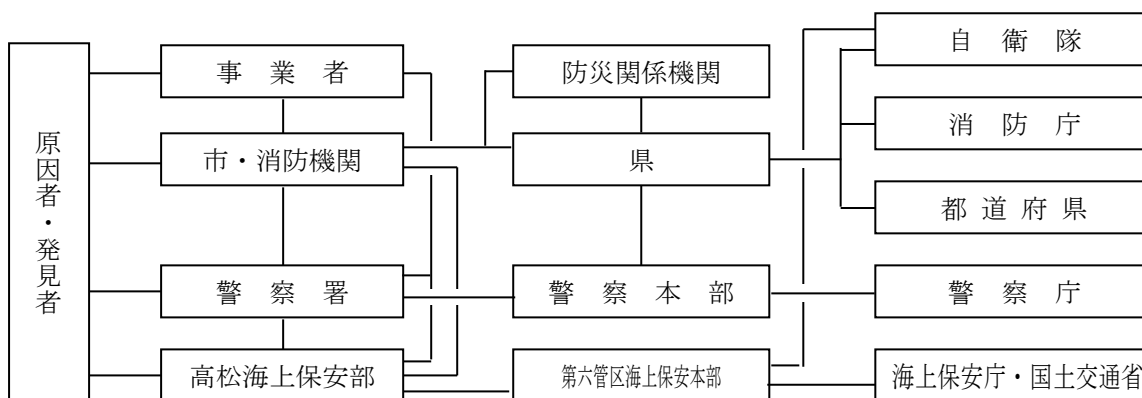 原因者・発見者
事業者
市・消防機関
警察署
高松海上保安部
防災関係機関
県
警察本部
第六管区海上保安本部
自衛隊
消防庁
都道府県
警察庁
海上保安庁・国土交通省